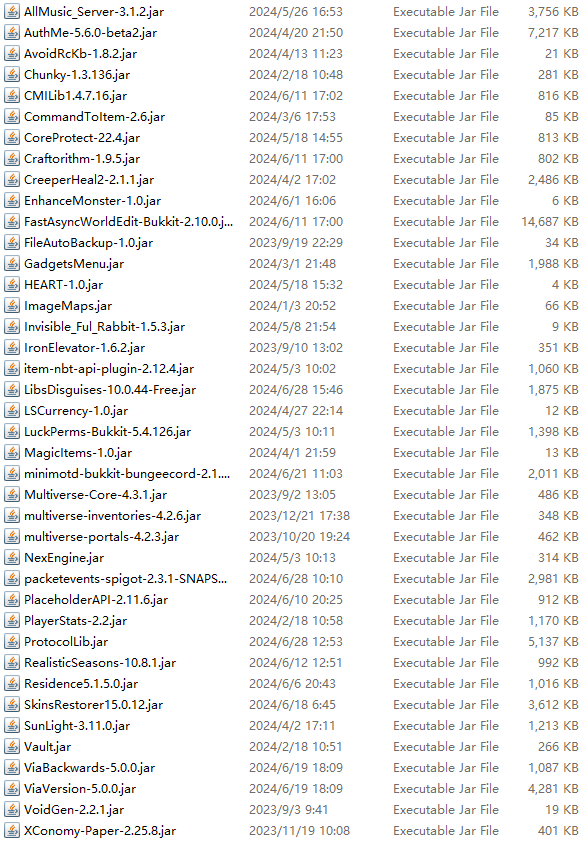 AllMusic_Server-3.1.2.jar 2024/5/26 16:53 Executable Jar File 3,756 KB
AuthMe-5.6.0-beta2.jar 2024/4/20 21:50 Executable Jar File 7,217 KB
AvoidRcKb-1.8.2.jar 2024/4/13 11:23 Executable Jar File 21 KB
Chunky-1.3.136.jar 2024/2/18 10:48 Executable Jar File 281 KB
CMILib1.4.7.16.jar 2024/6/11 17:02 Executable Jar File 816 KB
CommandToItem-2.6.jar 2024/3/6 17:53 Executable Jar File 85 KB
CoreProtect-22.4.jar 2024/5/18 14:55 Executable Jar File 813 KB
Craftorithm-1.9.5.jar 2024/6/11 17:00 Executable Jar File 802 KB
CreeperHeal2-2.1.1.jar 2024/4/2 17:02 Executable Jar File 2,486 KB
EnhanceMonster-1.0.jar 2024/6/1 16:06 Executable Jar File 6 KB
FastAsyncWorldEdit-Bukkit-2.10.0.j... 2024/6/11 17:00 Executable Jar File 14,687 KB
FileAutoBackup-1.0.jar 2023/9/19 22:29 Executable Jar File 34 KB
GadgetsMenu.jar 2024/3/1 21:48 Executable Jar File 1,988 KB
HEART-1.0.jar 2024/5/18 15:32 Executable Jar File 4 KB
ImageMaps.jar 2024/1/3 20:52 Executable Jar File 66 KB
Invisible_Ful_Rabbit-1.5.3.jar 2024/5/8 21:54 Executable Jar File 9 KB
IronElevator-1.6.2.jar 2023/9/10 13:02 Executable Jar File 351 KB
item-nbt-api-plugin-2.12.4.jar 2024/5/3 10:02 Executable Jar File 1,060 KB
LibsDisguises-10.0.44-Free.jar 2024/6/28 15:46 Executable Jar File 1,875 KB
LSCurrency-1.0.jar 2024/4/27 22:14 Executable Jar File 12 KB
LuckPerms-Bukkit-5.4.126.jar 2024/5/3 10:11 Executable Jar File 1,398 KB
MagicItems-1.0.jar 2024/4/1 21:59 Executable Jar File 13 KB
minimotd-bukkit-bungeecord-2.1.... 2024/6/21 11:03 Executable Jar File 2,011 KB
Multiverse-Core-4.3.1.jar 2023/9/2 13:05 Executable Jar File 486 KB
multiverse-inventories-4.2.6.jar 2023/12/21 17:38 Executable Jar File 348 KB
multiverse-portals-4.2.3.jar 2023/10/20 19:24 Executable Jar File 462 KB
NexEngine.jar 2024/5/3 10:13 Executable Jar File 314 KB
packetevents-spigot-2.3.1-SNAPS... 2024/6/28 10:10 Executable Jar File 2,981 KB
PlaceholderAPI-2.11.6.jar 2024/6/10 20:25 Executable Jar File 912 KB
PlayerStats-2.2.jar 2024/2/18 10:58 Executable Jar File 1,170 KB
ProtocolLib.jar 2024/6/28 12:53 Executable Jar File 5,137 KB
RealisticSeasons-10.8.1.jar 2024/6/12 12:51 Executable Jar File 992 KB
Residence5.1.5.0.jar 2024/6/6 20:43 Executable Jar File 1,016 KB
SkinsRestorer15.0.12.jar 2024/6/18 6:45 Executable Jar File 3,612 KB
SunLight-3.11.0.jar 2024/4/2 17:11 Executable Jar File 1,213 KB
Vault.jar 2024/2/18 10:51 Executable Jar File 266 KB
ViaBackwards-5.0.0.jar 2024/6/19 18:09 Executable Jar File 1,087 KB
ViaVersion-5.0.0.jar 2024/6/19 18:09 Executable Jar File 4,281 KB
VoidGen-2.2.1.jar 2023/9/3 9:41 Executable Jar File 19 KB
XConomy-Paper-2.25.8.jar 2023/11/19 10:08 Executable Jar File 401 KB